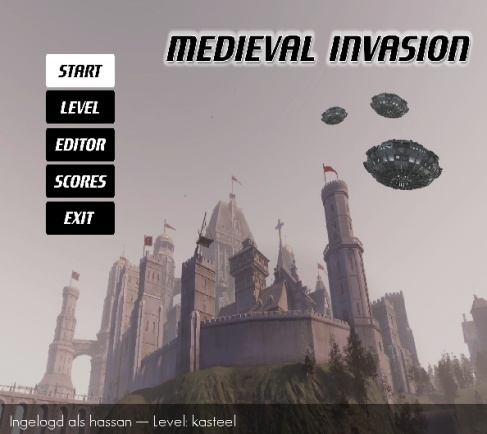 MEDIEVAL INVASION
START
LEVEL
EDITOR
SCORES
EXIT
Ingelogd als hassan — Level: kasteel